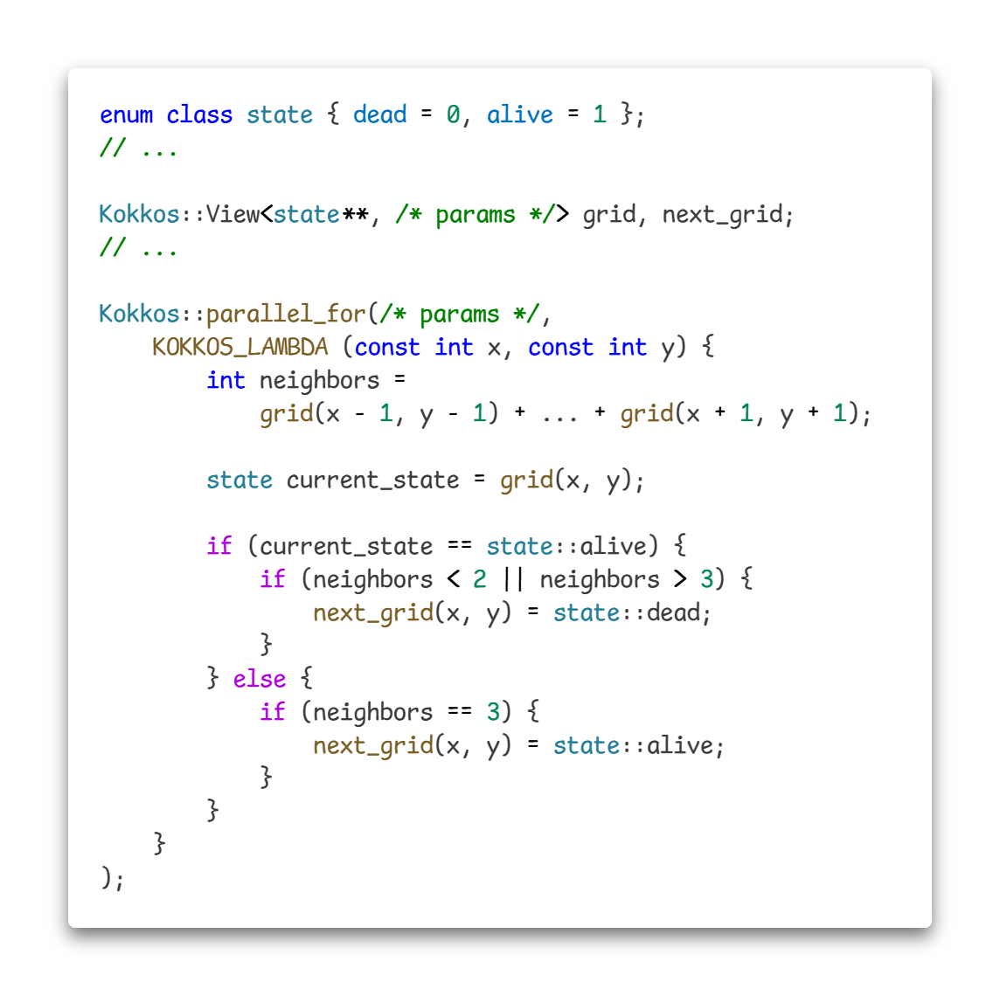 enum class state { dead = 0, alive = 1 };
// ...

Kokkos::View<state**, /* params */> grid, next_grid;
// ...

Kokkos::parallel_for(/* params */,
    KOKKOS_LAMBDA (const int x, const int y) {
        int neighbors =
            grid(x - 1, y - 1) + ... + grid(x + 1, y + 1);

        state current_state = grid(x, y);

        if (current_state == state::alive) {
            if (neighbors < 2 || neighbors > 3) {
                next_grid(x, y) = state::dead;
            }
        } else {
            if (neighbors == 3) {
                next_grid(x, y) = state::alive;
            }
        }
    }
);